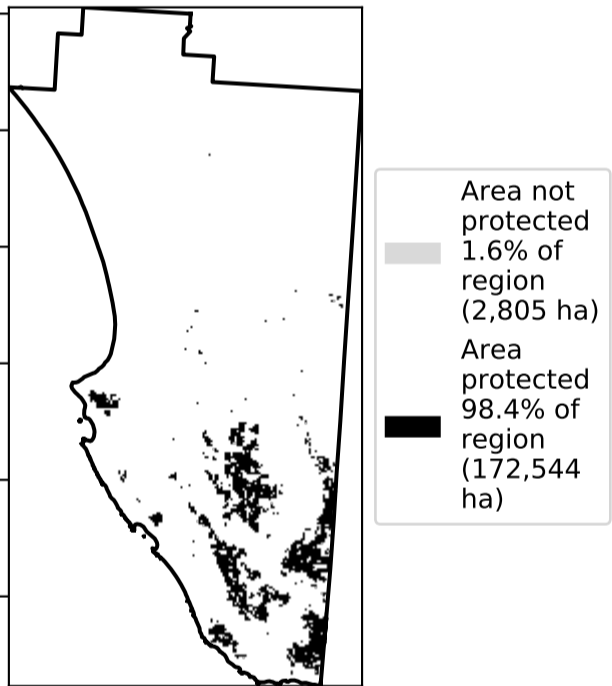 Area not
protected
1.6% of
region
(2,805 ha)
Area
protected
98.4% of
region
(172,544
ha)